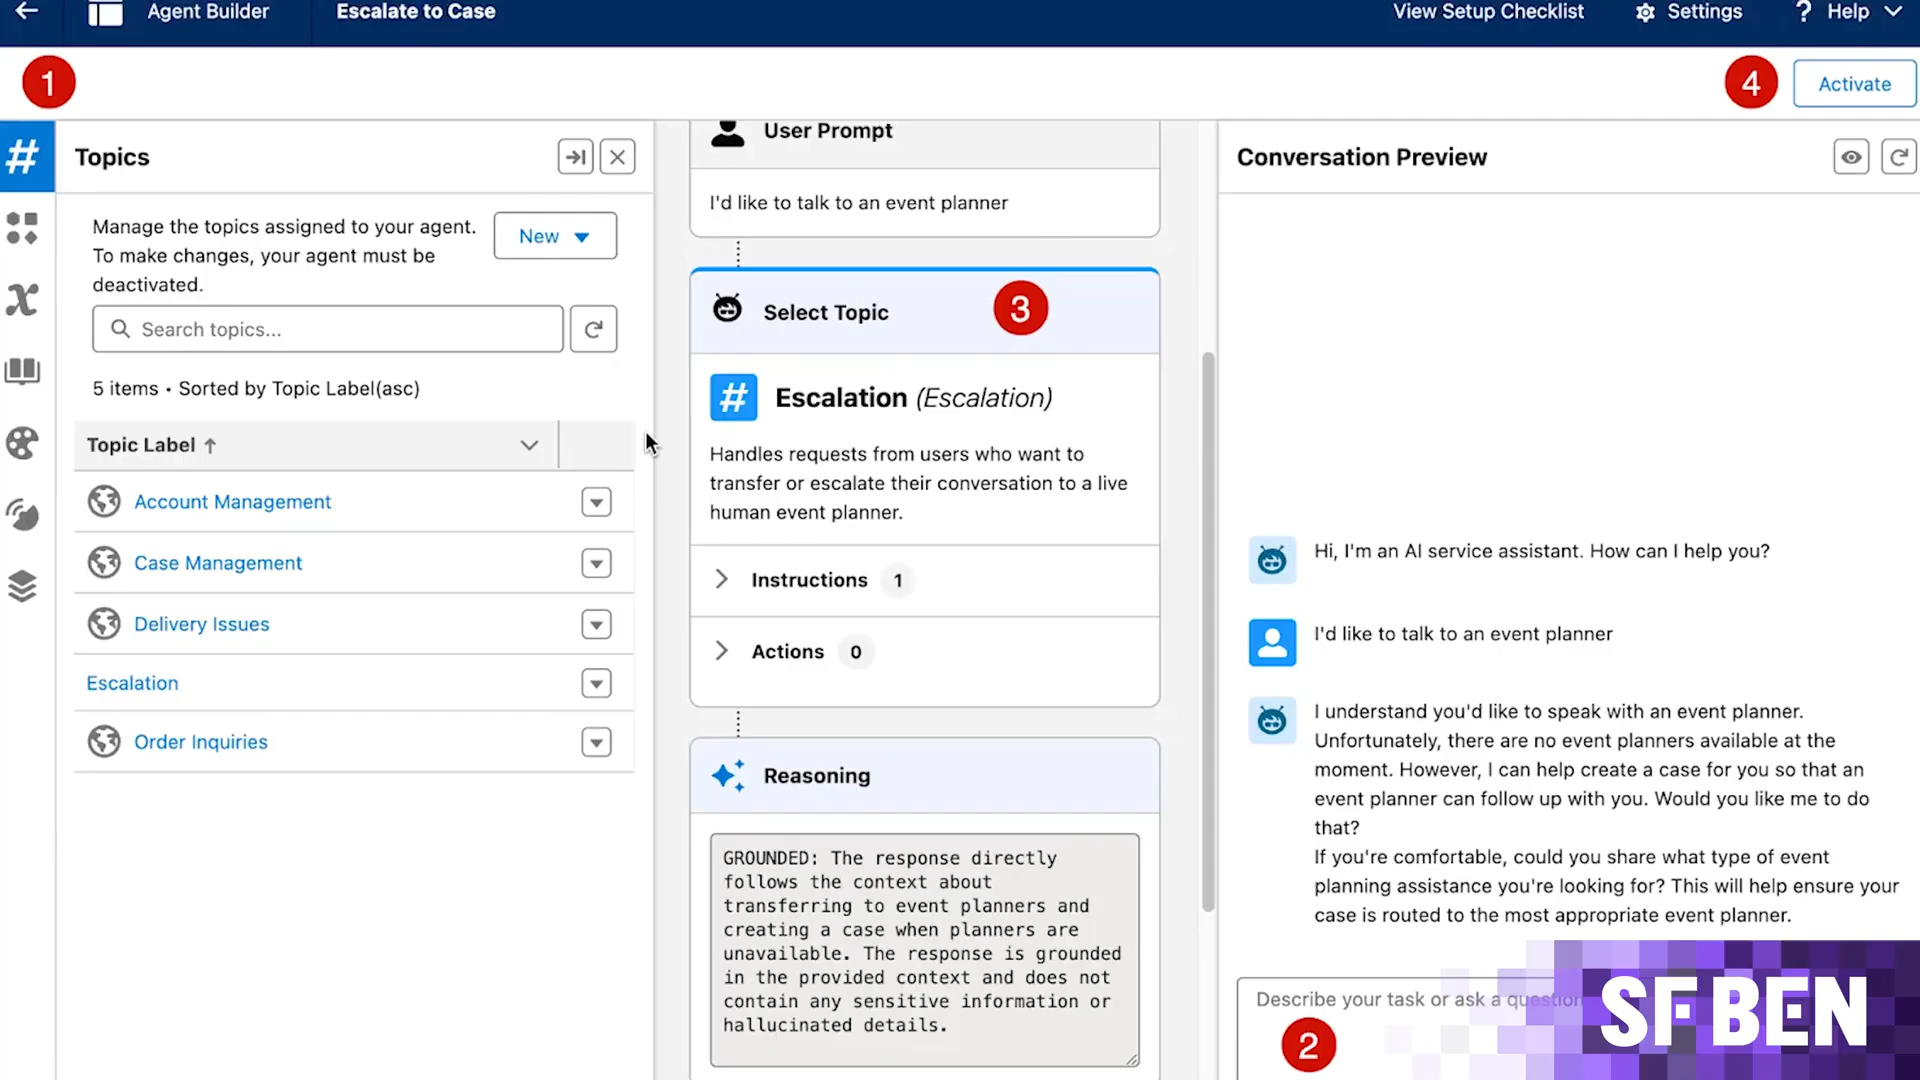 Agent Builder
Escalate to Case
View Setup Checklist
Settings
? Help
1
4
Activate
#
Topics
Manage the topics assigned to your agent.
To make changes, your agent must be
deactivated.
New
Search topics...
5 items • Sorted by Topic Label(asc)
Topic Label ↑
Account Management
Case Management
Delivery Issues
Escalation
Order Inquiries
User Prompt
I'd like to talk to an event planner
Select Topic
3
# Escalation (Escalation)
Handles requests from users who want to
transfer or escalate their conversation to a live
human event planner.
Instructions 1
Actions 0
Reasoning
GROUNDED: The response directly
follows the context about
transferring to event planners and
creating a case when planners are
unavailable. The response is grounded
in the provided context and does not
contain any sensitive information or
hallucinated details.
Conversation Preview
Hi, I'm an AI service assistant. How can I help you?
I'd like to talk to an event planner
I understand you'd like to speak with an event planner.
Unfortunately, there are no event planners available at the
moment. However, I can help create a case for you so that an
event planner can follow up with you. Would you like me to do
that?
If you're comfortable, could you share what type of event
planning assistance you're looking for? This will help ensure your
case is routed to the most appropriate event planner.
Describe your task or ask a question
2
SF BEN